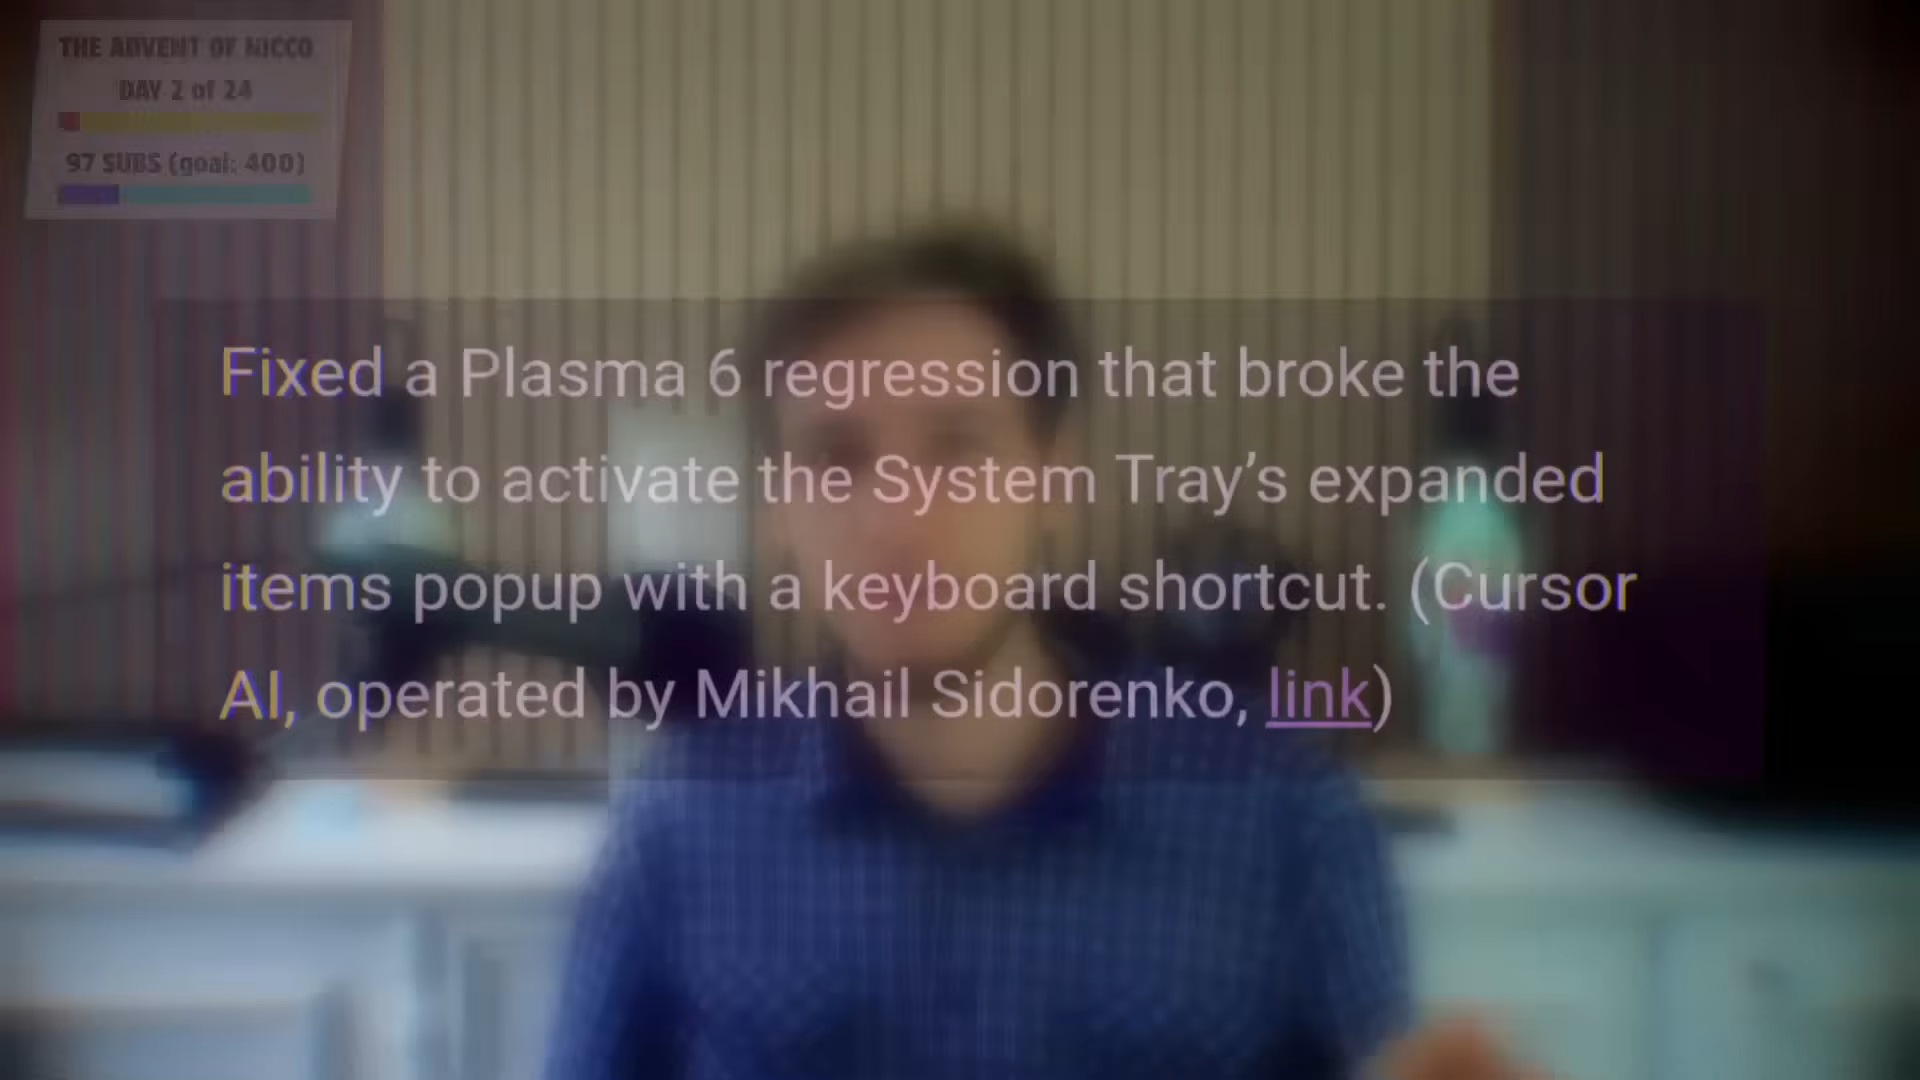 THE ADVENT OF NICCO
DAY 2 of 24
97 SUBS (goal: 400)
Fixed a Plasma 6 regression that broke the
ability to activate the System Tray’s expanded
items popup with a keyboard shortcut. (Cursor
AI, operated by Mikhail Sidorenko, link)